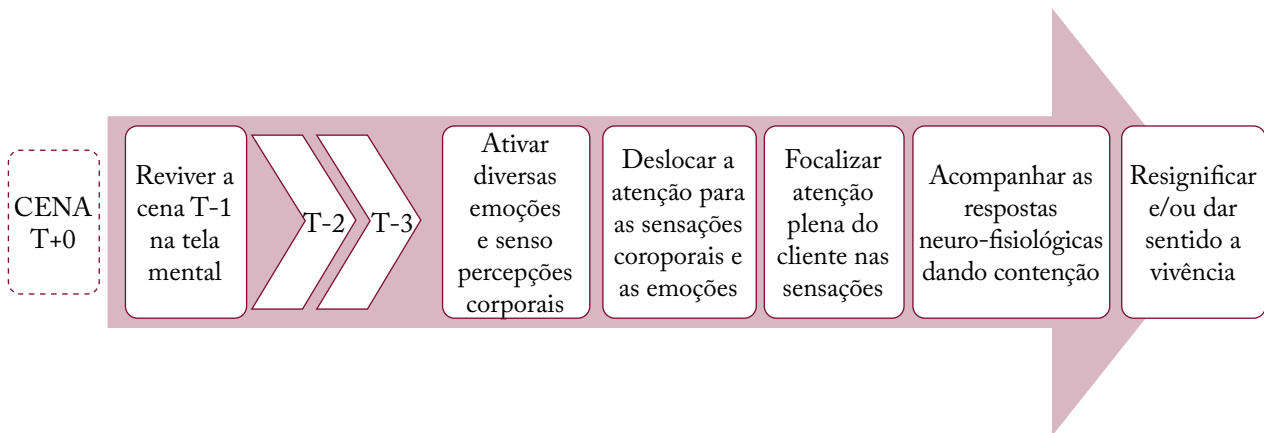 CENA
T+0
Reviver a
cena T-1
na tela
mental
T-2
T-3
Ativar
diversas
emoções
e senso
percepções
corporais
Deslocar a
atenção para
as sensações
coroporais e
as emoções
Focalizar
atenção
plena do
cliente nas
sensações
Acompanhar as
respostas
neuro-fisiológicas
dando contenção
Resignificar
e/ou dar
sentido a
vivência